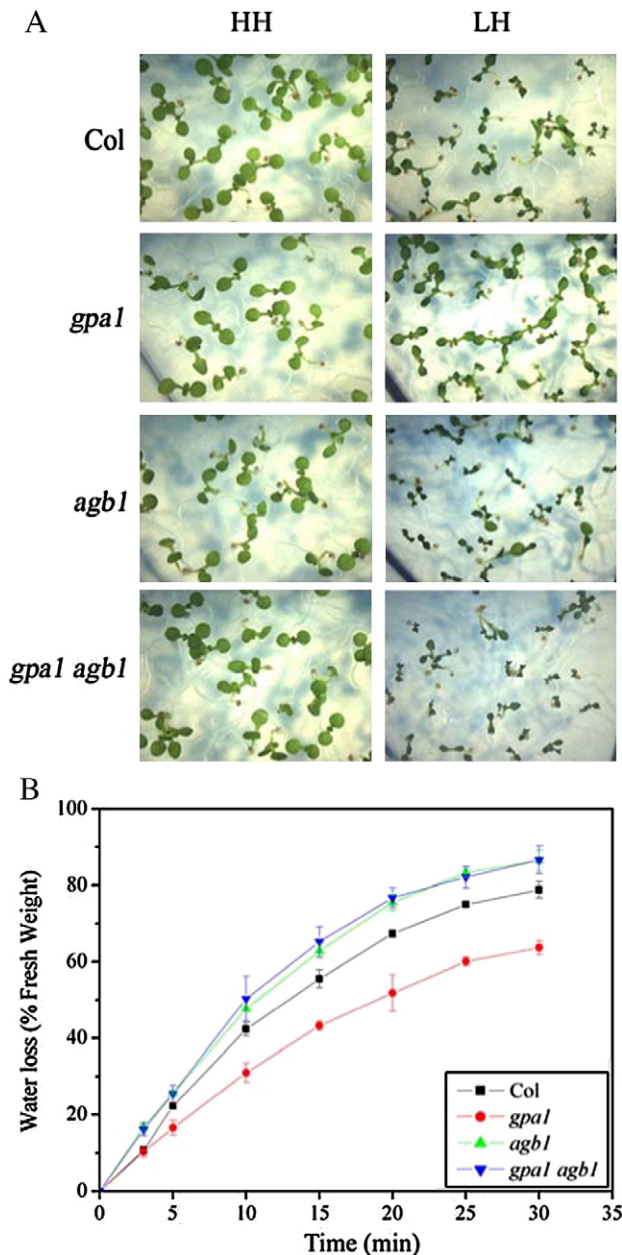 A
HH LH
Col
gpa1
agb1
gpa1 agb1
B
Water loss (% Fresh Weight)
100
80
60
40
20
0
Col
gpa1
agb1
gpa1 agb1
0 5 10 15 20 25 30 35
Time (min)